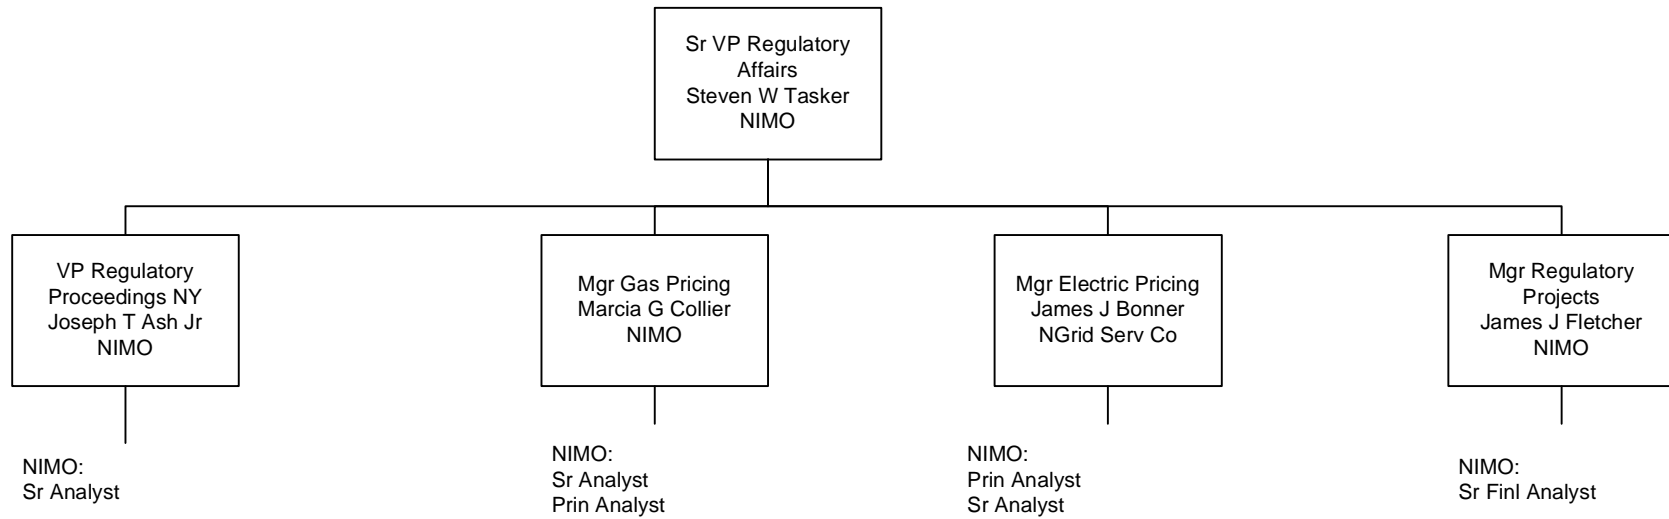 Sr VP Regulatory
Affairs
Steven W Tasker
NIMO
VP Regulatory
Proceedings NY
Joseph T Ash Jr
NIMO
Mgr Gas Pricing
Marcia G Collier
NIMO
Mgr Electric Pricing
James J Bonner
NGrid Serv Co
Mgr Regulatory
Projects
James J Fletcher
NIMO
NIMO:
Sr Analyst
NIMO:
Sr Analyst
Prin Analyst
NIMO:
Prin Analyst
Sr Analyst
NIMO:
Sr Finl Analyst